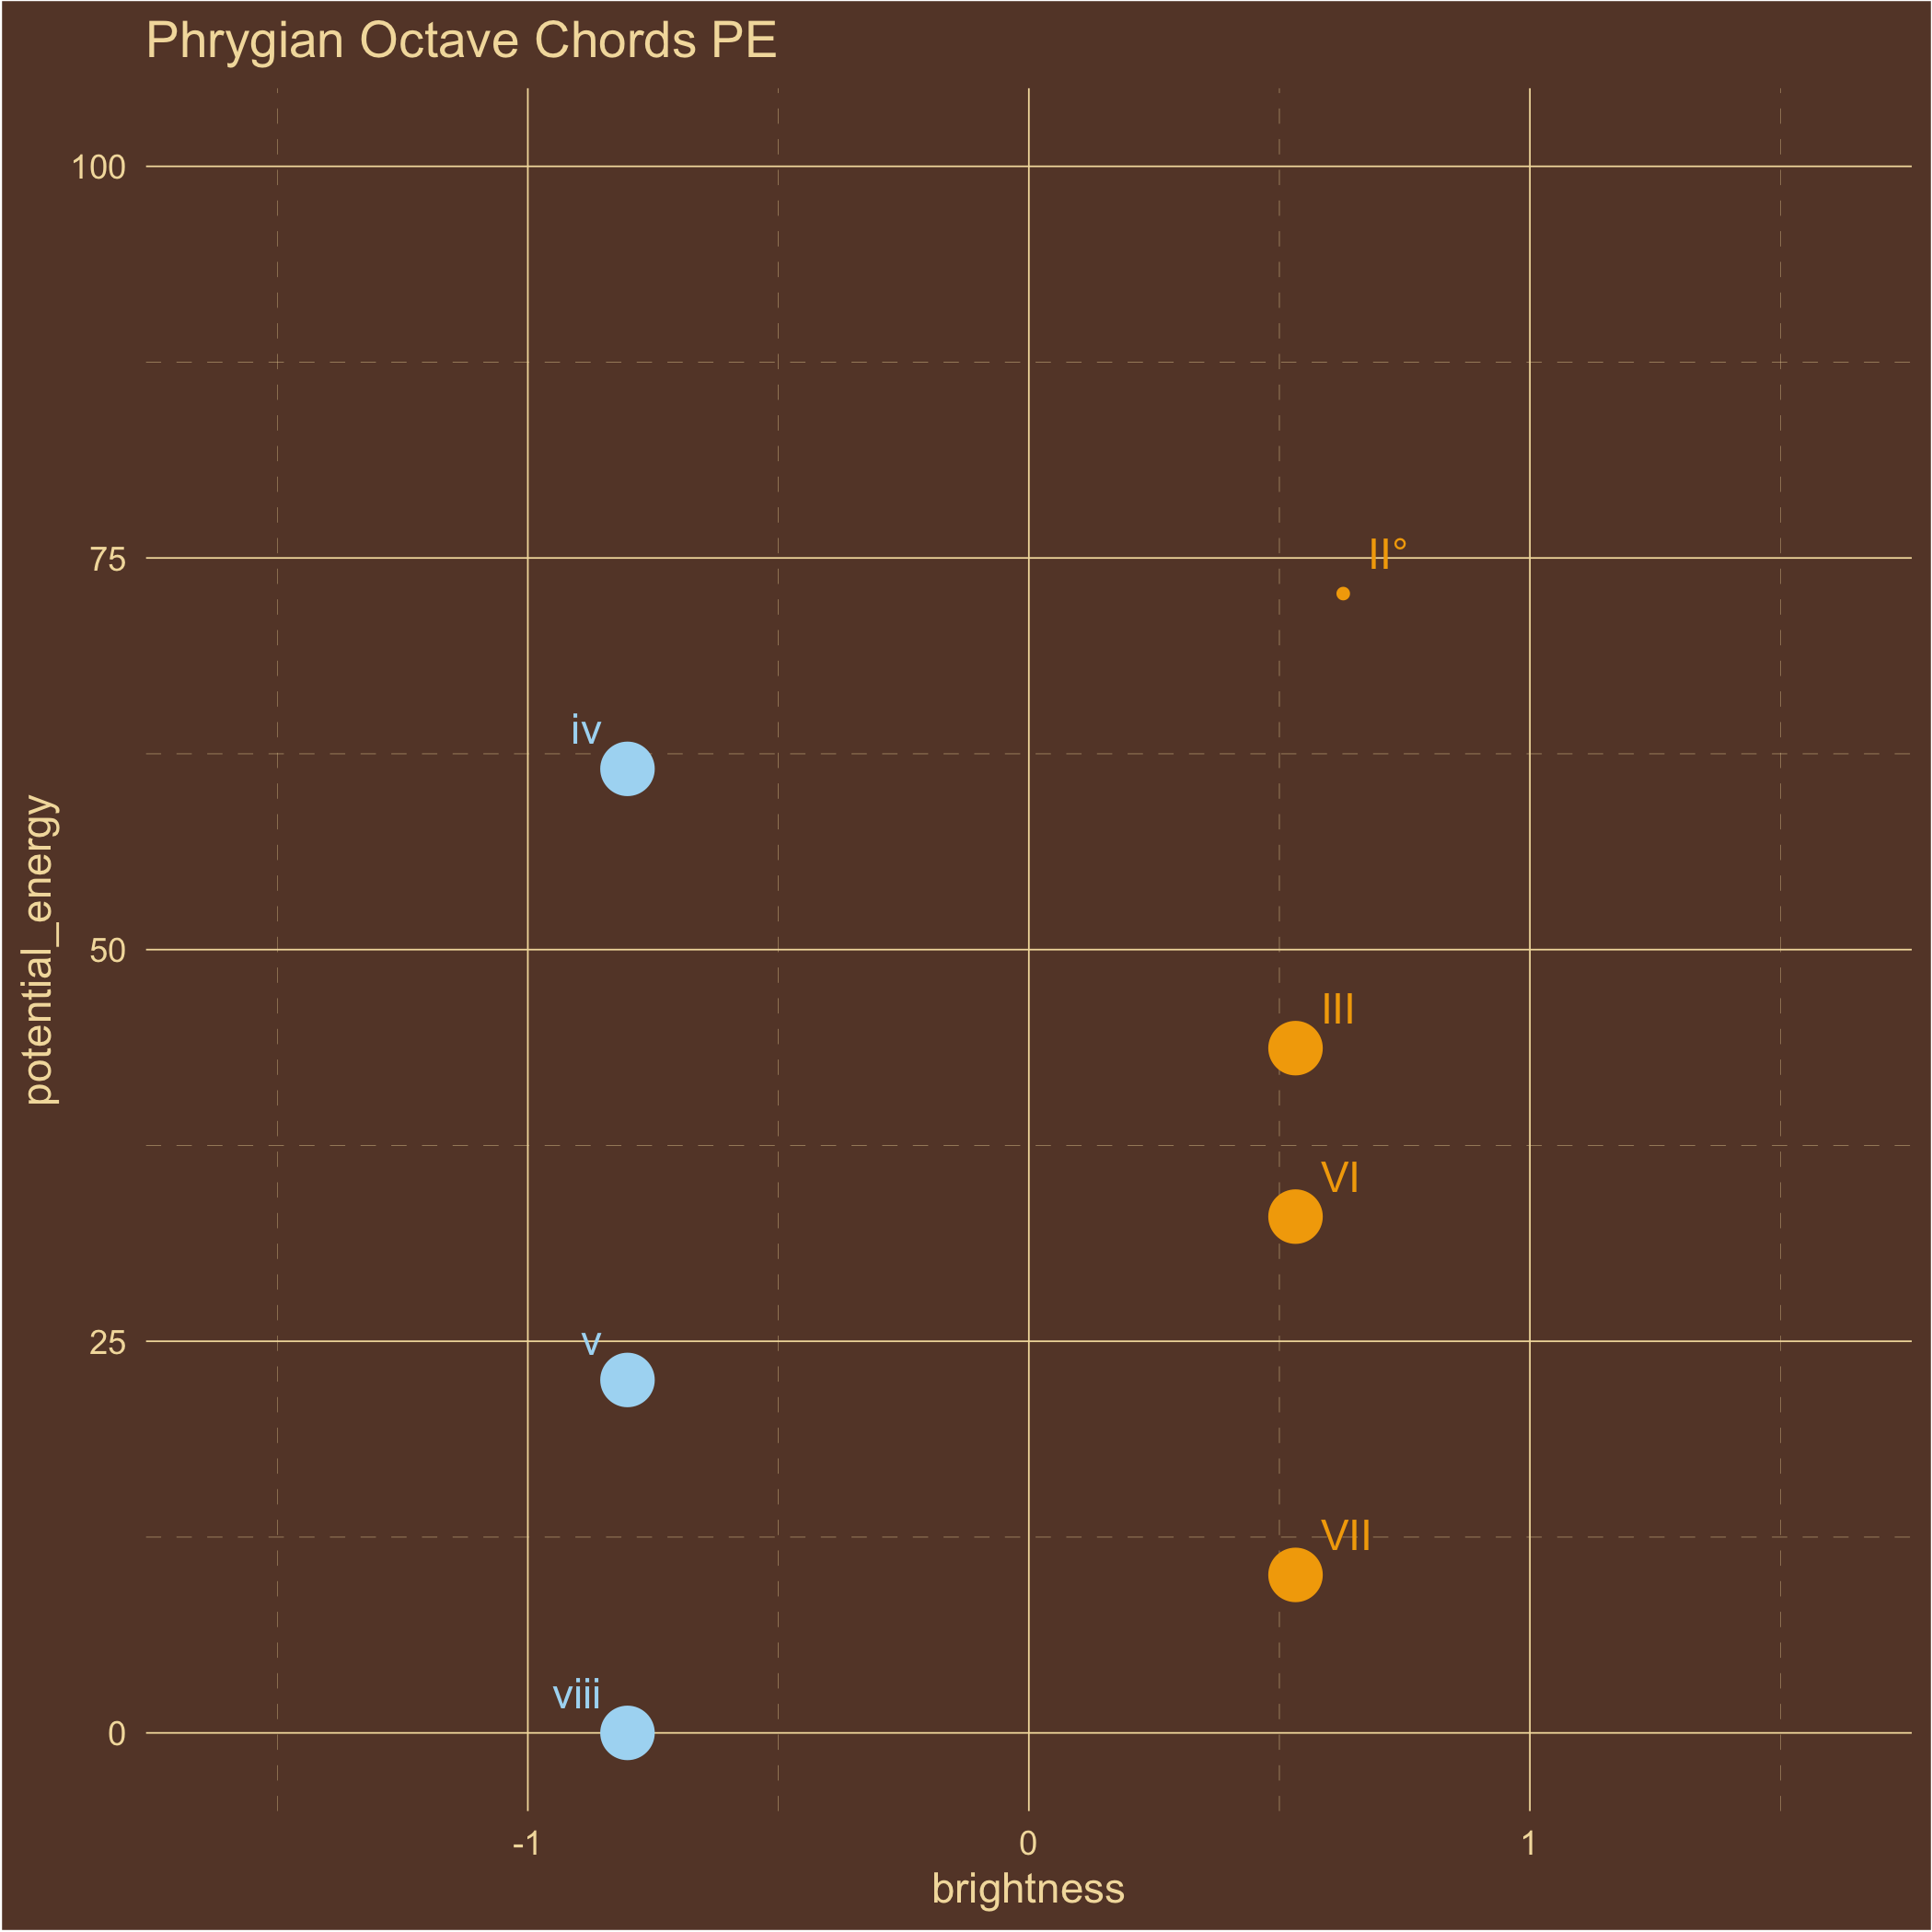 Phrygian Octave Chords PE
100
75
50
25
0
potential_energy
II°
iv
III
VI
v
VII
viii
-1
0
1
brightness